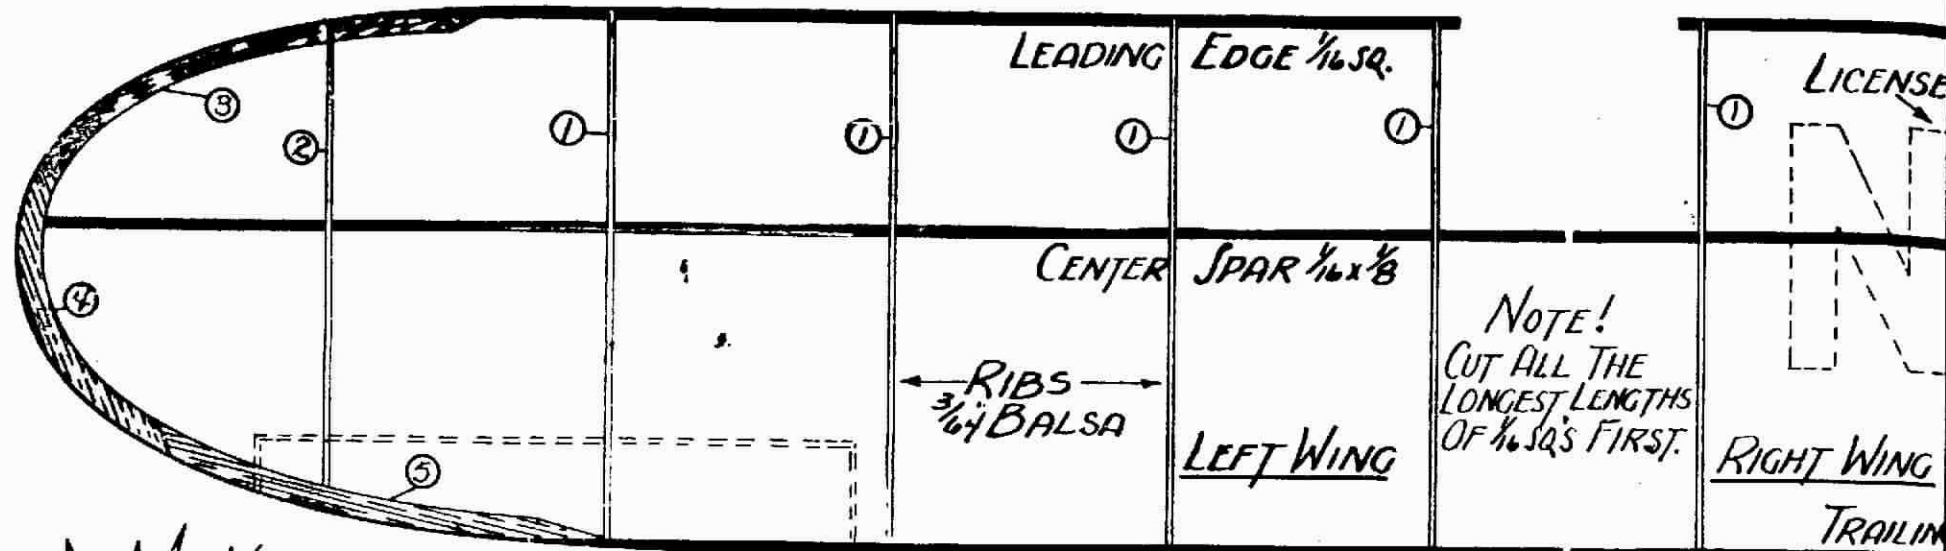 LEADING EDGE 1/16 SQ.
LICENSE
3
2
1
1
1
1
1
CENTER SPAR 1/16 x 1/8
4
NOTE!
CUT ALL THE
LONGEST LENGTHS
OF 1/16 SQ'S FIRST.
RIBS
3/64" BALSA
LEFT WING
RIGHT WING
5
N